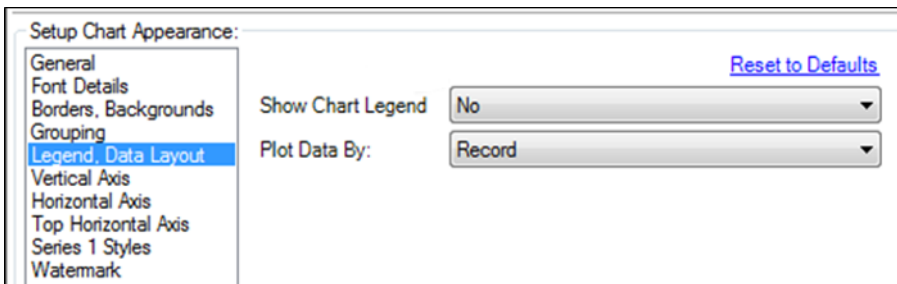 Setup Chart Appearance:
General
Font Details
Borders, Backgrounds
Grouping
Legend, Data Layout
Vertical Axis
Horizontal Axis
Top Horizontal Axis
Series 1 Styles
Watermark
Reset to Defaults
Show Chart Legend No
Plot Data By: Record